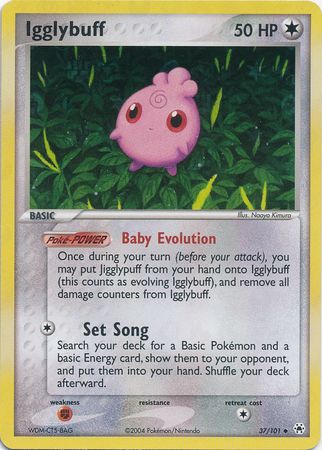 Igglybuff 50 HP
BASIC
Illus. Naoyo Kimura
Poké-POWER Baby Evolution
Once during your turn (before your attack), you
may put Jigglypuff from your hand onto Igglybuff
(this counts as evolving Igglybuff), and remove all
damage counters from Igglybuff.
Set Song
Search your deck for a Basic Pokémon and a
basic Energy card, show them to your opponent,
and put them into your hand. Shuffle your deck
afterward.
weakness resistance retreat cost
WDM-CT5-BAG ©2004 Pokémon/Nintendo 37/101